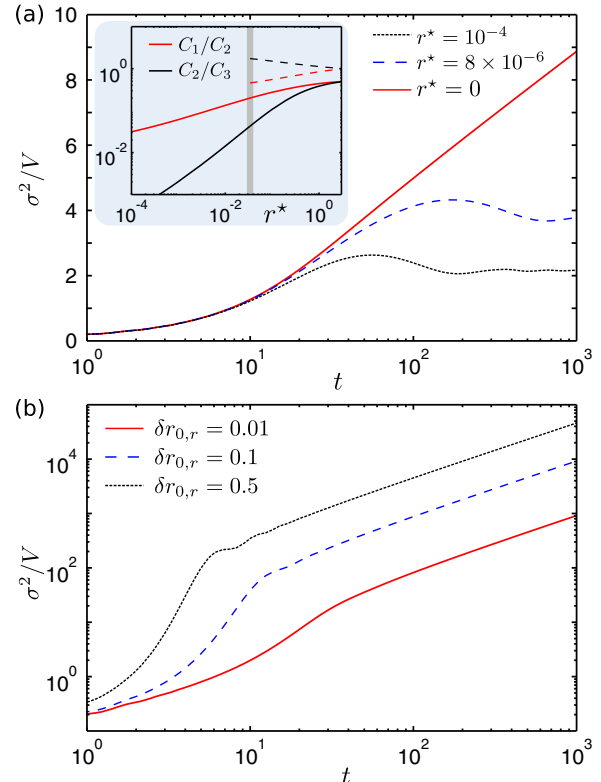 (a)
10
8
6
4
2
0
σ²/V
10⁰
10¹
10²
10³
t
r⋆ = 10⁻⁴
r⋆ = 8 × 10⁻⁶
r⋆ = 0
C₁/C₂
C₂/C₃
10⁰
10⁻²
10⁻⁴
10⁻²
r⋆
10⁰
(b)
δr₀,ᵣ = 0.01
δr₀,ᵣ = 0.1
δr₀,ᵣ = 0.5
10⁴
10²
10⁰
σ²/V
10⁰
10¹
10²
10³
t